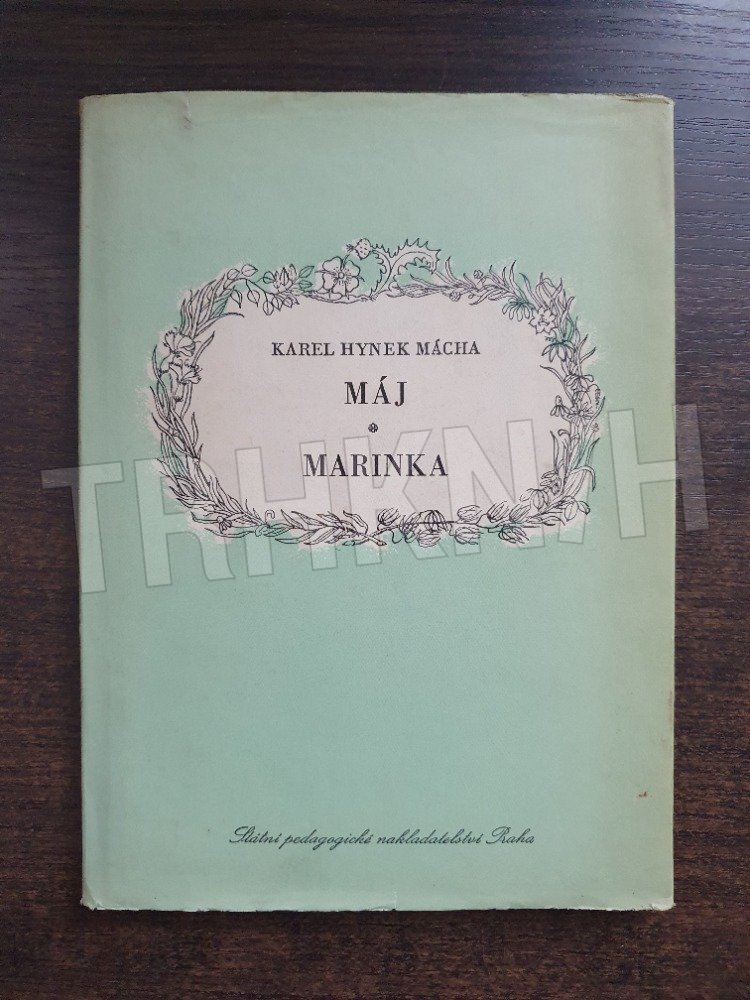 KAREL HYNEK MÁCHA
MÁJ
MARINKA
TRHKNIH
Státní pedagogické nakladatelství Praha